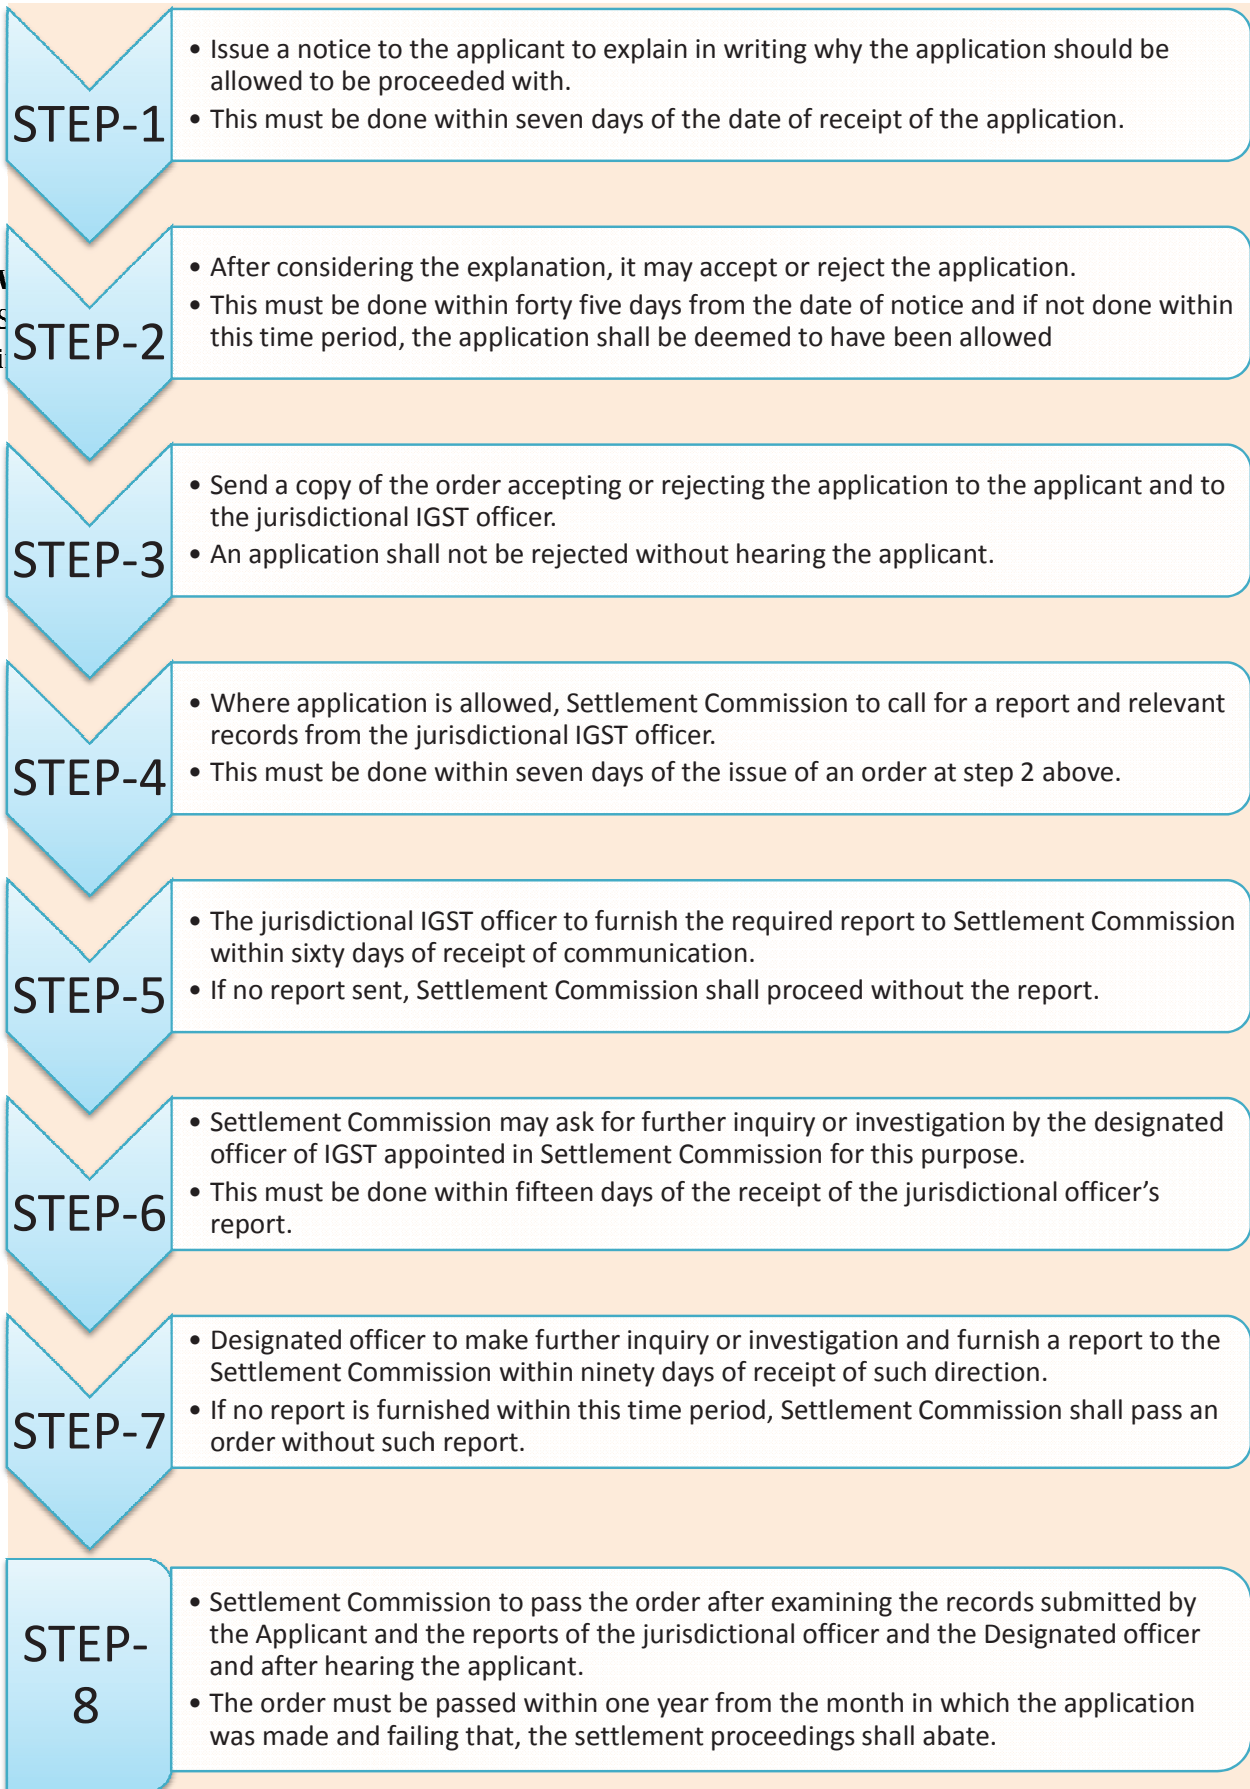 STEP-1
• Issue a notice to the applicant to explain in writing why the application should be
allowed to be proceeded with.
• This must be done within seven days of the date of receipt of the application.
STEP-2
• After considering the explanation, it may accept or reject the application.
• This must be done within forty five days from the date of notice and if not done within
this time period, the application shall be deemed to have been allowed
STEP-3
• Send a copy of the order accepting or rejecting the application to the applicant and to
the jurisdictional IGST officer.
• An application shall not be rejected without hearing the applicant.
STEP-4
• Where application is allowed, Settlement Commission to call for a report and relevant
records from the jurisdictional IGST officer.
• This must be done within seven days of the issue of an order at step 2 above.
STEP-5
• The jurisdictional IGST officer to furnish the required report to Settlement Commission
within sixty days of receipt of communication.
• If no report sent, Settlement Commission shall proceed without the report.
STEP-6
• Settlement Commission may ask for further inquiry or investigation by the designated
officer of IGST appointed in Settlement Commission for this purpose.
• This must be done within fifteen days of the receipt of the jurisdictional officer’s
report.
STEP-7
• Designated officer to make further inquiry or investigation and furnish a report to the
Settlement Commission within ninety days of receipt of such direction.
• If no report is furnished within this time period, Settlement Commission shall pass an
order without such report.
STEP-
8
• Settlement Commission to pass the order after examining the records submitted by
the Applicant and the reports of the jurisdictional officer and the Designated officer
and after hearing the applicant.
• The order must be passed within one year from the month in which the application
was made and failing that, the settlement proceedings shall abate.